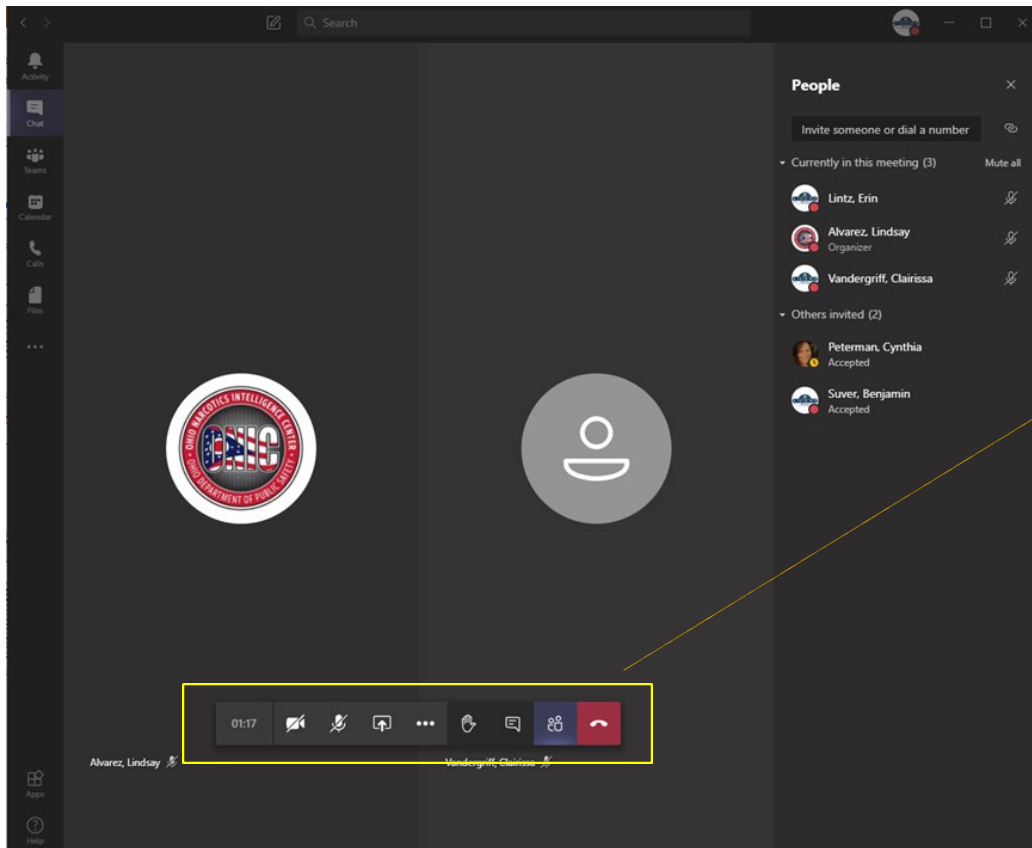 Search
Activity
Chat
Teams
Calendar
Calls
Files
Apps
Help
OHIO NARCOTICS INTELLIGENCE CENTER
ONIC
OHIO DEPARTMENT OF PUBLIC SAFETY
01:17
Alvarez, Lindsay
Vandergriff, Clairissa
People
Invite someone or dial a number
Currently in this meeting (3)
Mute all
Lintz, Erin
Alvarez, Lindsay
Organizer
Vandergriff, Clairissa
Others invited (2)
Peterman, Cynthia
Accepted
Suver, Benjamin
Accepted